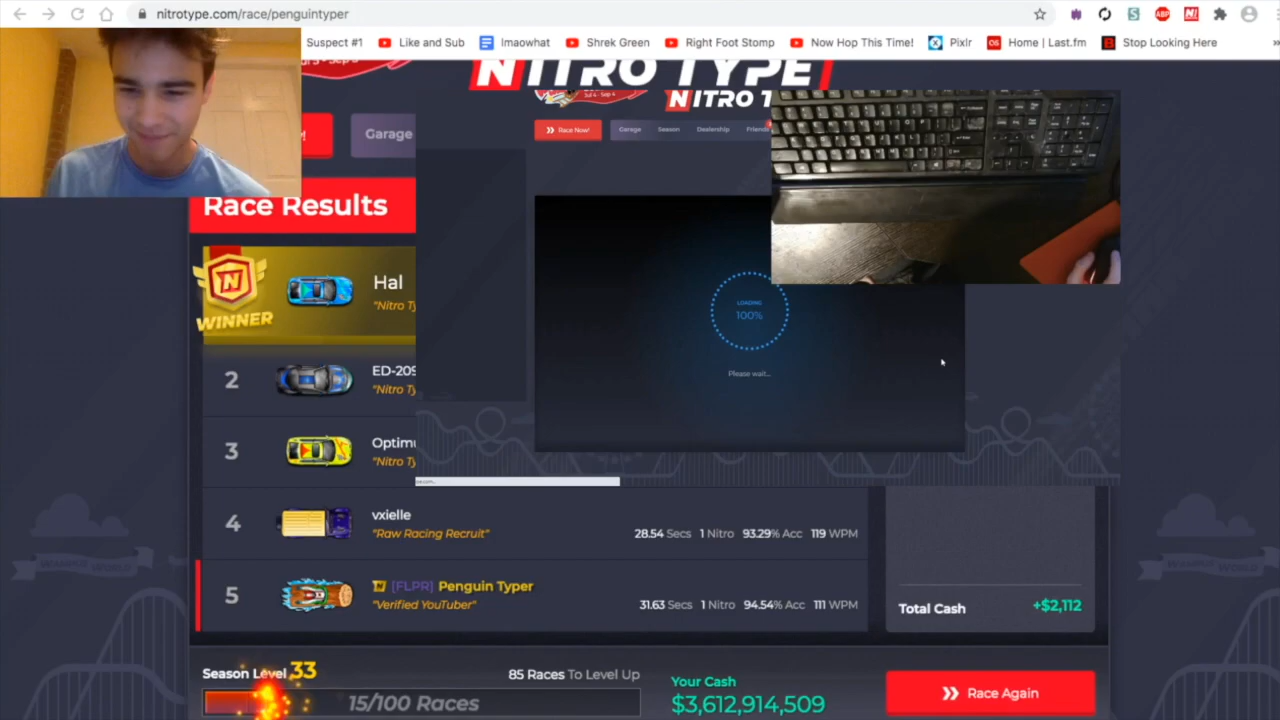 nitrotype.com/race/penguintyper
Suspect #1 Like and Sub lmaowhat Shrek Green Right Foot Stomp Now Hop This Time! Pixlr Home | Last.fm Stop Looking Here
NITRO TYPE
NITRO T
Race Now! Garage Season Dealership Friends
Garage
Race Results
WINNER
Hal
"Nitro Ty
2
ED-209
"Nitro Ty
3
Optimu
"Nitro Ty
LOADING
100%
Please wait...
4
vxielle
"Raw Racing Recruit"
28.54 Secs 1 Nitro 93.29% Acc 119 WPM
5
[FLPR] Penguin Typer
"Verified YouTuber"
31.63 Secs 1 Nitro 94.54% Acc 111 WPM
Total Cash +$2,112
Season Level 33
85 Races To Level Up
15/100 Races
Your Cash
$3,612,914,509
Race Again